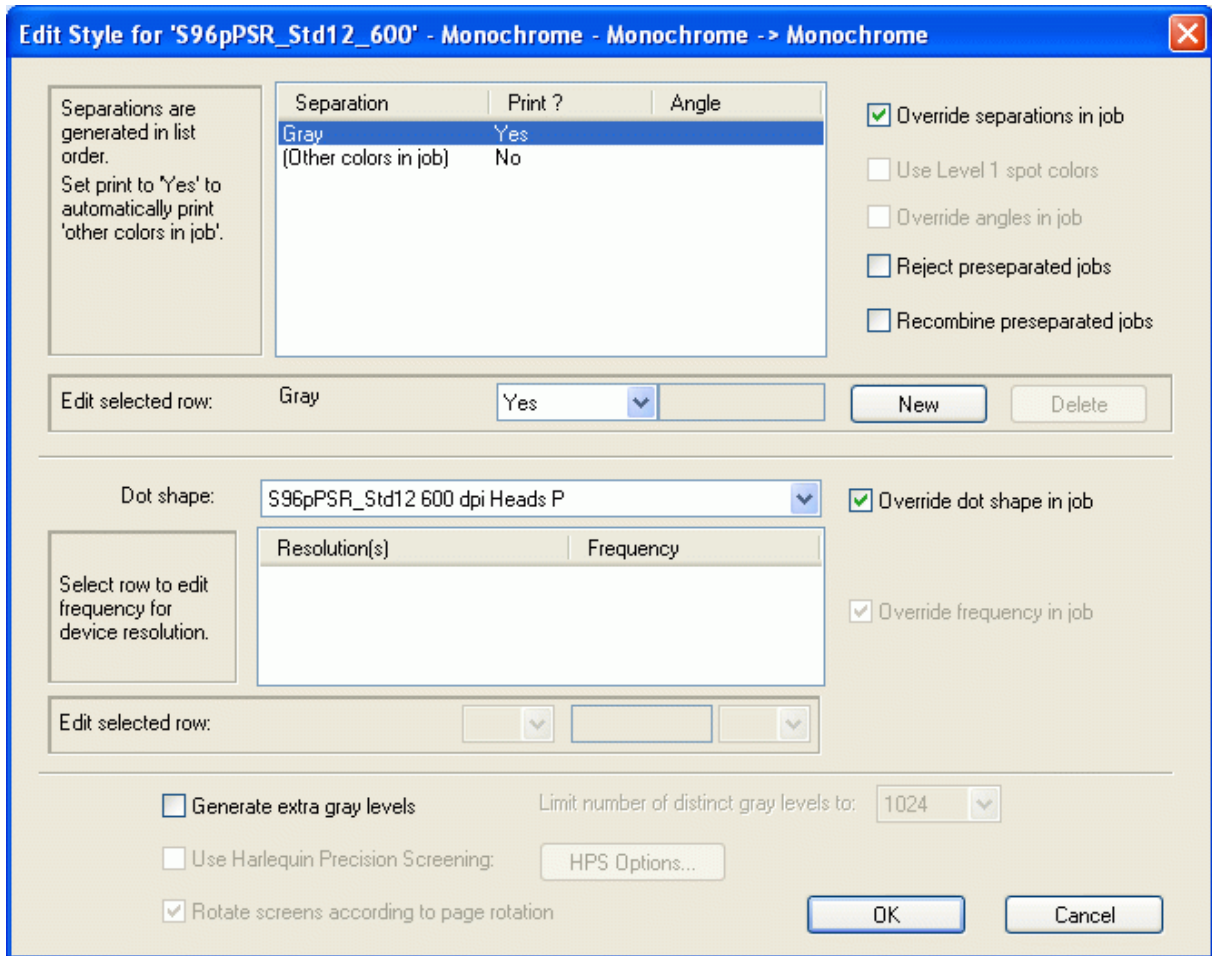 Edit Style for 'S96pPSR_Std12_600' - Monochrome - Monochrome -> Monochrome
Separations are
generated in list
order.
Set print to 'Yes' to
automatically print
'other colors in job'.
Separation Print ? Angle
Gray Yes
(Other colors in job) No
Override separations in job
Use Level 1 spot colors
Override angles in job
Reject preseparated jobs
Recombine preseparated jobs
Edit selected row: Gray Yes New Delete
Dot shape: S96pPSR_Std12 600 dpi Heads P Override dot shape in job
Select row to edit
frequency for
device resolution.
Resolution(s) Frequency
Override frequency in job
Edit selected row:
Generate extra gray levels Limit number of distinct gray levels to: 1024
Use Harlequin Precision Screening: HPS Options...
Rotate screens according to page rotation OK Cancel